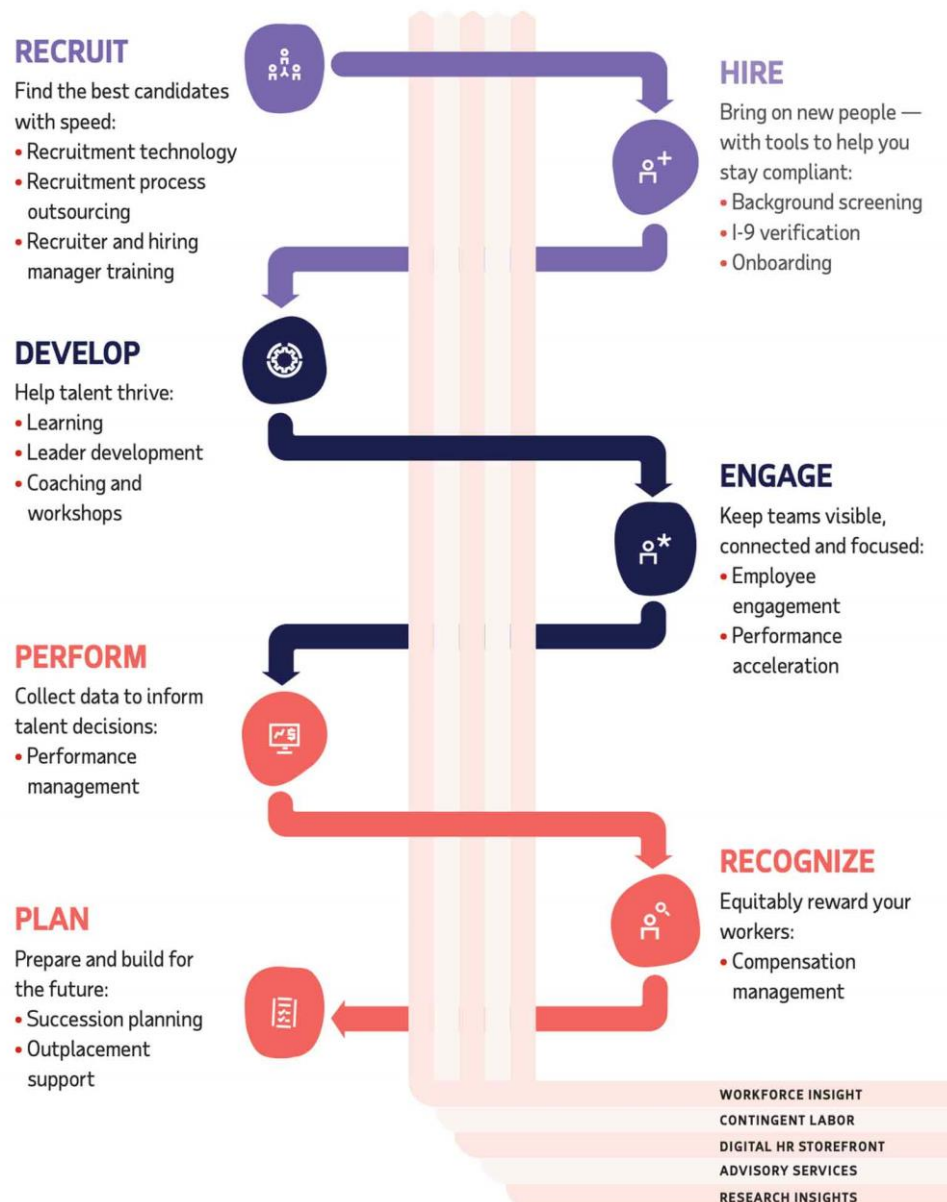 RECRUIT
Find the best candidates
with speed:
• Recruitment technology
• Recruitment process
outsourcing
• Recruiter and hiring
manager training
HIRE
Bring on new people —
with tools to help you
stay compliant:
• Background screening
• I-9 verification
• Onboarding
DEVELOP
Help talent thrive:
• Learning
• Leader development
• Coaching and
workshops
ENGAGE
Keep teams visible,
connected and focused:
• Employee
engagement
• Performance
acceleration
PERFORM
Collect data to inform
talent decisions:
• Performance
management
RECOGNIZE
Equitably reward your
workers:
• Compensation
management
PLAN
Prepare and build for
the future:
• Succession planning
• Outplacement
support
WORKFORCE INSIGHT
CONTINGENT LABOR
DIGITAL HR STOREFRONT
ADVISORY SERVICES
RESEARCH INSIGHTS